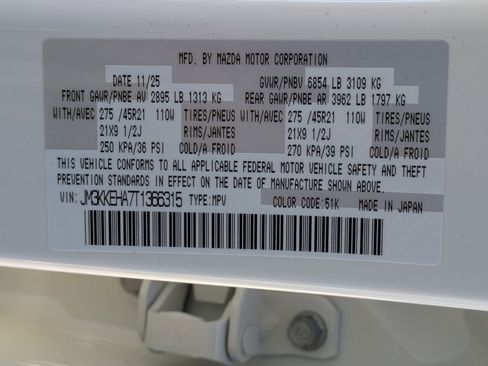 MFD. BY MAZDA MOTOR CORPORATION
DATE 11/25 GVWR/PNBV 6854 LB 3109 KG
FRONT GAWR/PNBE AV 2895 LB 1313 KG REAR GAWR/PNBE AR 3962 LB 1797 KG
WITH/AVEC 275 /45R21 110W TIRES/PNEUS WITH/AVEC 275 /45R21 110W TIRES/PNEUS
21X9 1/2J RIMS/JANTES 21X9 1/2J RIMS/JANTES
250 KPA/36 PSI COLD/A FROID 270 KPA/39 PSI COLD/A FROID
THIS VEHICLE CONFORMS TO ALL APPLICABLE FEDERAL MOTOR VEHICLE SAFETY AND THEFT
PREVENTION STANDARDS IN EFFECT ON THE DATE OF MANUFACTURE SHOWN ABOVE.
VIN: JM3KKEHA7T1366315 TYPE:MPV COLOR CODE:51K MADE IN JAPAN